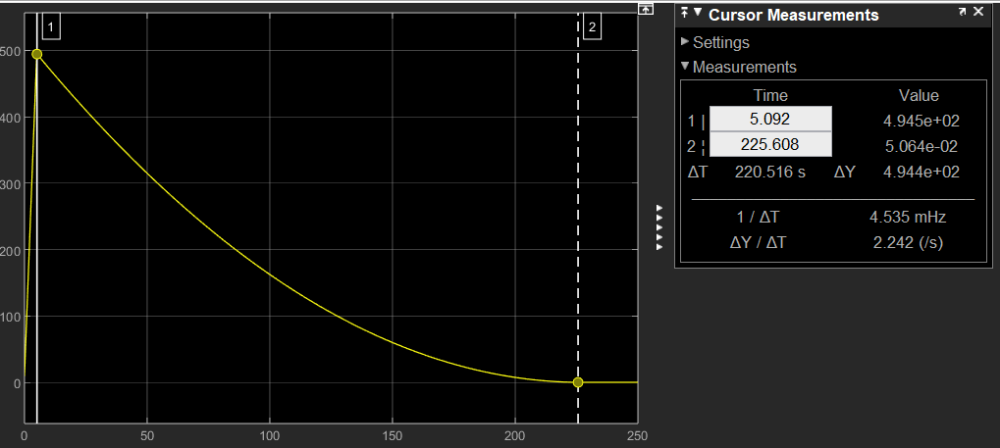 1
2
500
400
300
200
100
0
0 50 100 150 200 250
Cursor Measurements
Settings
Measurements
Time Value
1 | 5.092 4.945e+02
2 ¦ 225.608 5.064e-02
ΔT 220.516 s ΔY 4.944e+02
1 / ΔT 4.535 mHz
ΔY / ΔT 2.242 (/s)